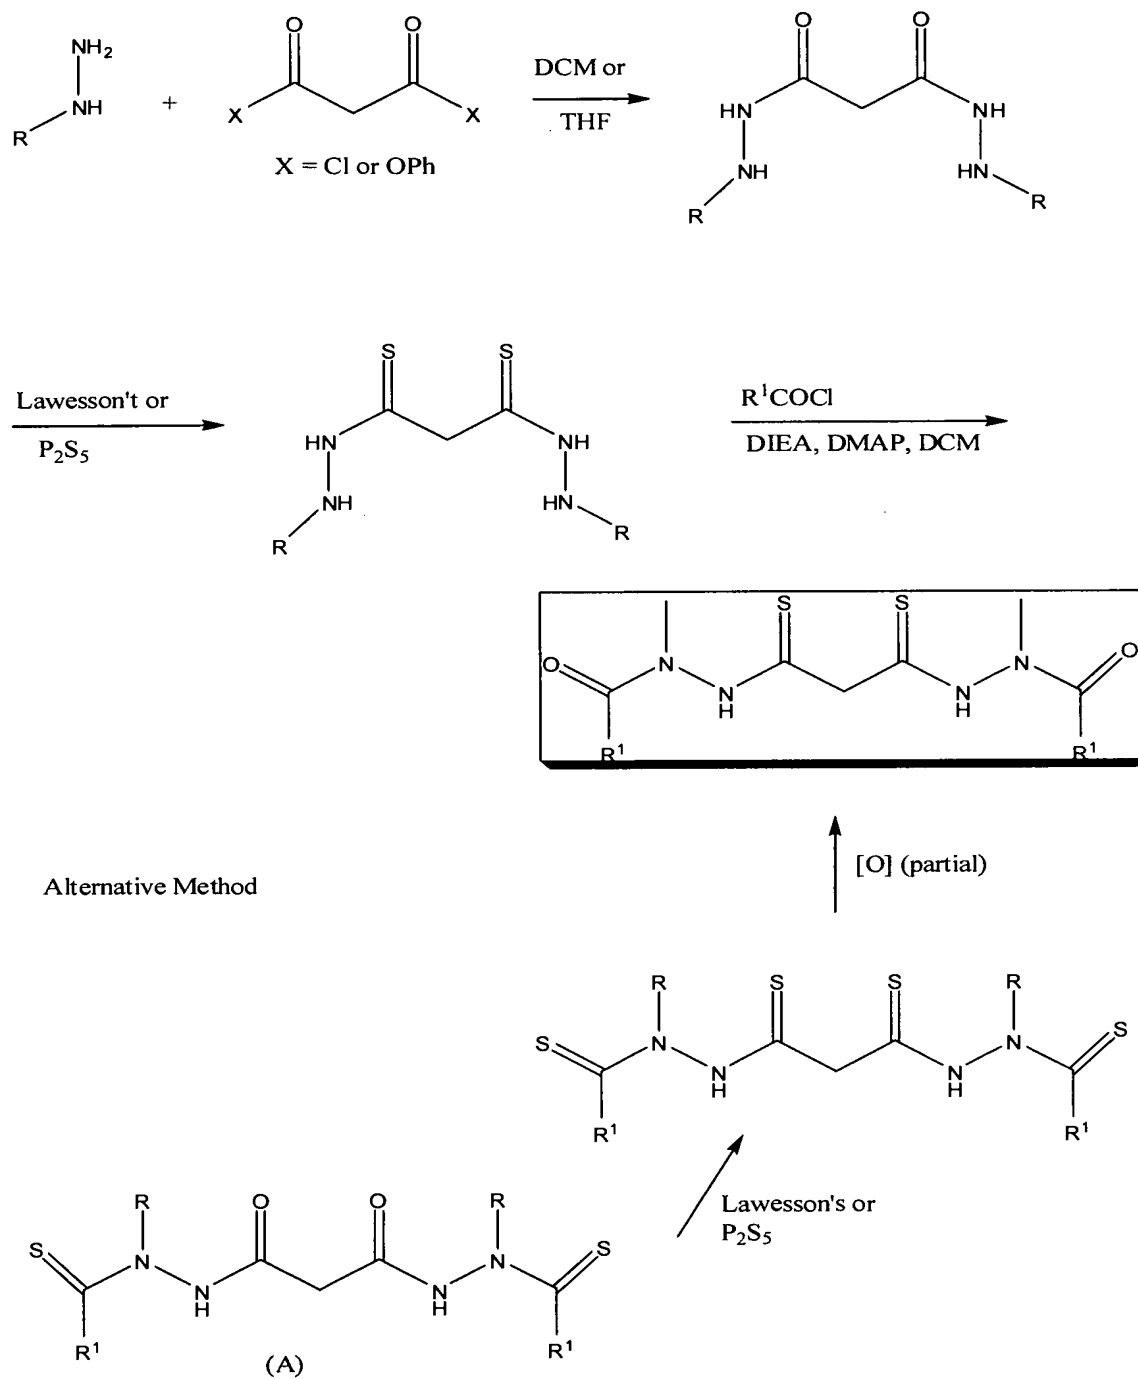 O O
NH2
NH
R
+
X X
X = Cl or OPh
DCM or
THF
O O
HN NH
NH HN
R R
Lawesson't or
P2S5
S S
HN NH
NH HN
R R
R1COCl
DIEA, DMAP, DCM
S S
O N N O
N H N H
R1 R1
[O] (partial)
Alternative Method
R S S R
S N N S
N H N H
R1 R1
Lawesson's or
P2S5
R O O R
S N N S
N H N H
R1 R1
(A)